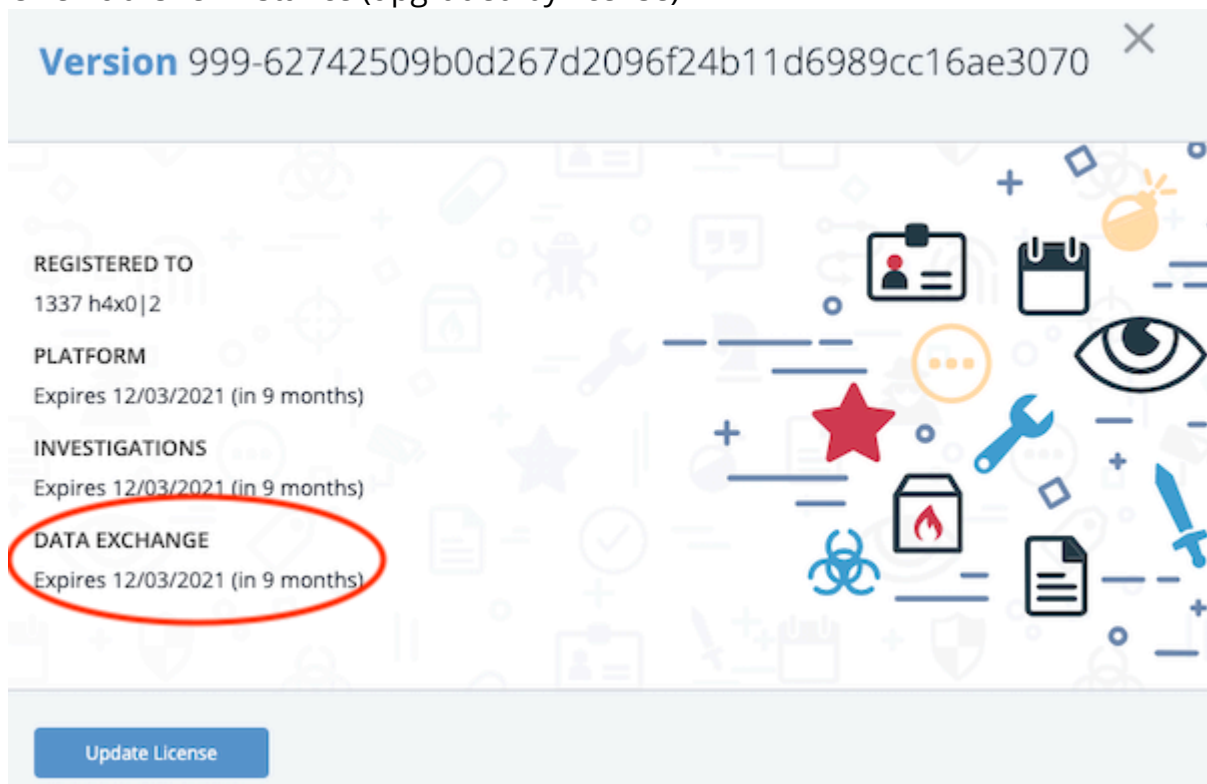 Version 999-62742509b0d267d2096f24b11d6989cc16ae3070
REGISTERED TO
1337 h4x0|2
PLATFORM
Expires 12/03/2021 (in 9 months)
INVESTIGATIONS
Expires 12/03/2021 (in 9 months)
DATA EXCHANGE
Expires 12/03/2021 (in 9 months)
Update License